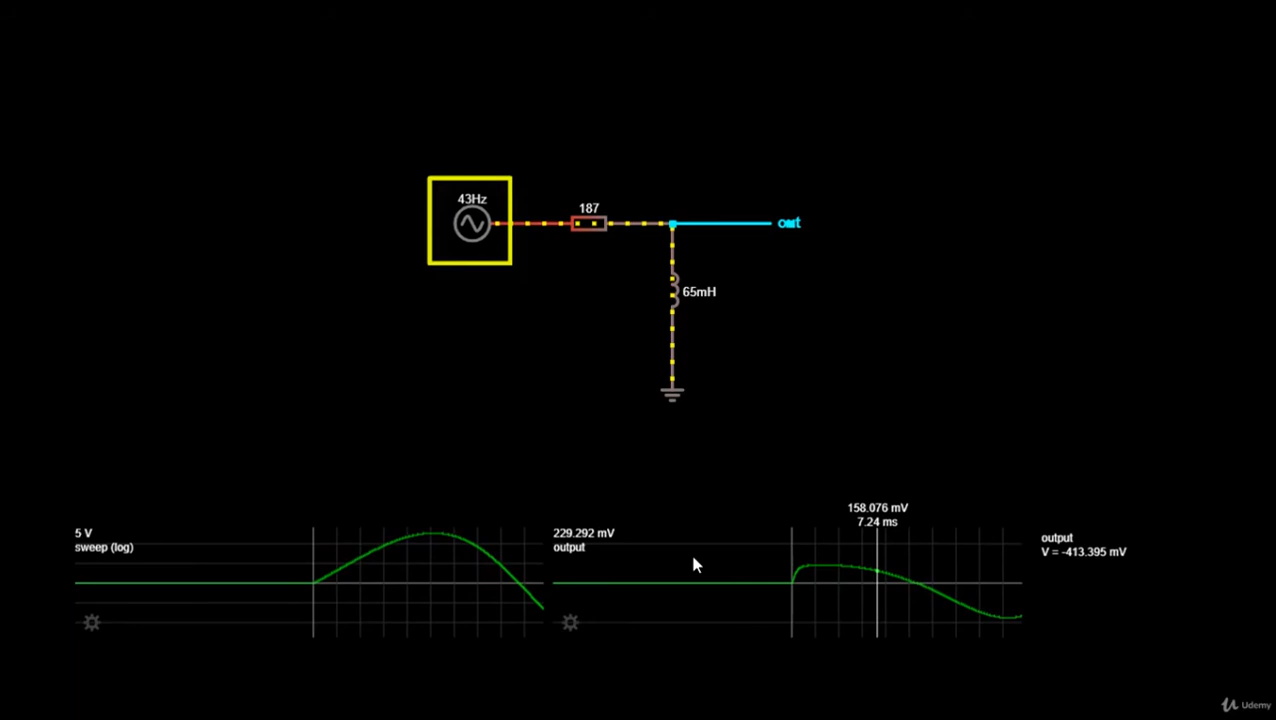 43Hz
187
out
65mH
158.076 mV
7.24 ms
5 V
sweep (log)
229.292 mV
output
output
V = -413.395 mV
Udemy